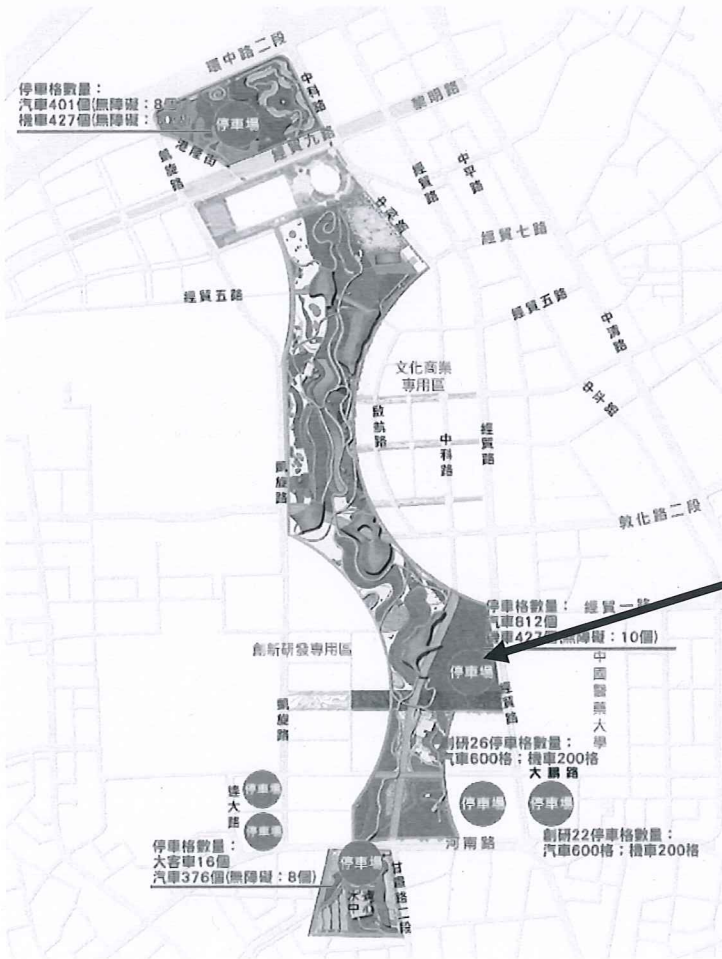 環中路二段
停車格數量：
汽車401個(無障礙：8個
機車427個(無障礙：
停車場
中科路
黎明路
經貿九路
港隆街
凱旋路
經貿路
中平路
經貿七路
經貿五路
經貿五路
中清路
中平路
文化商業
專用區
啟航路
中科路
經貿路
凱旋路
敦化路二段
停車格數量：
經貿一路
汽車812個
機車427個(無障礙：10個)
停車場
創新研發專用區
中國醫藥大學
凱旋路
經貿路
創研26停車格數量：
汽車600格；機車200格
大鵬路
逢大路
停車場
停車場
停車場
停車場
河南路
創研22停車格數量：
汽車600格；機車200格
停車格數量：
大客車16個
汽車376個(無障礙：8個)
停車場
水資
中心
甘肅路二段